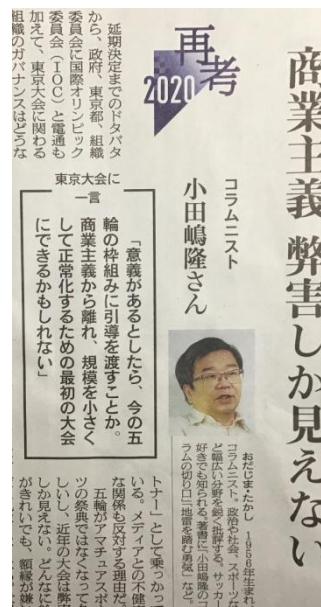 商業主義 弊害しか見えない
再考
2020
コラムニスト
小田嶋隆さん
おだじま・たかし 1956年生まれ。
コラムニスト。政治や社会、スポーツな
ど幅広い分野を鋭く批評する。サッカー
好きでも知られる。著書に「小田嶋隆の
ラムの切り口」「地雷を踏む勇気」など。
延期決定までのドタバタ
から、政府、東京都、組織
委員会に国際オリンピック
委員会(IOC)と電通も
加えて、東京大会に関わる
組織のガバナンスはどうな
東京大会に
一言
「意義があるとしたら、今の五
輪の枠組みに引導を渡すことか。
商業主義から離れ、規模を小さく
して正常化するための最初の大会
にできるかもしれない」
トナー」として乗っかっ
いる。メディアとの不健
な関係も反対する理由だ。
五輪がアマチュアスポー
ツの祭典ではなくなって
しいし、近年の大会は弊
しか見えない。どんなに
がきれいでも、額縁が嫌